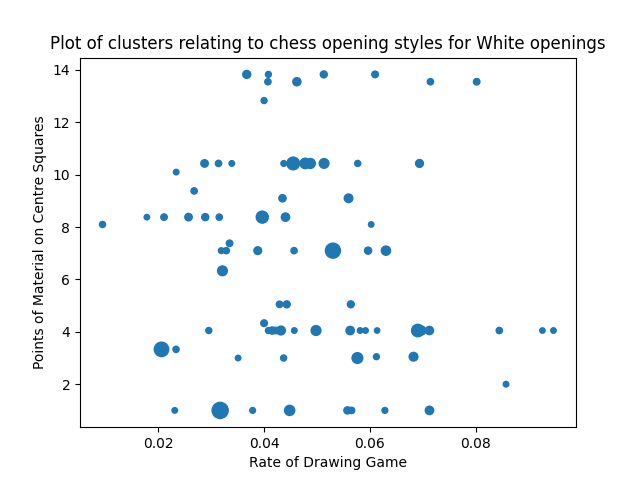 Plot of clusters relating to chess opening styles for White openings
14
12
10
8
6
4
2
Points of Material on Centre Squares
0.02 0.04 0.06 0.08
Rate of Drawing Game